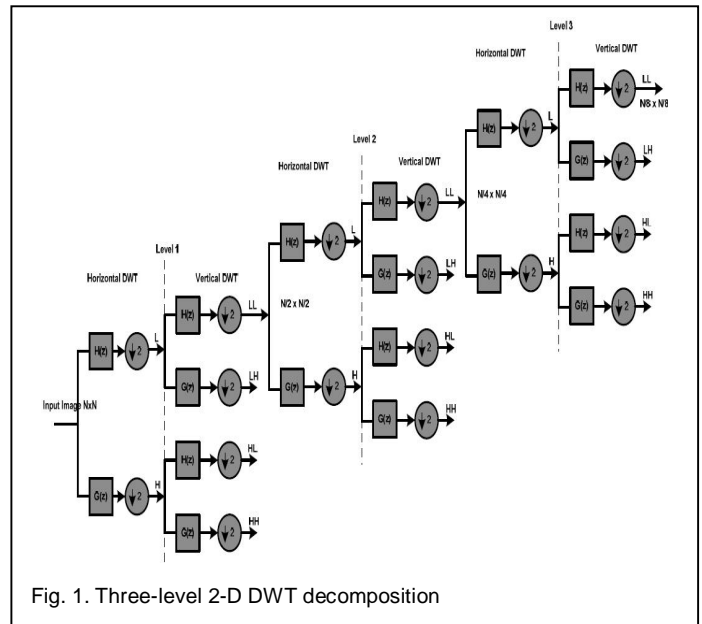 Level 3
Horizontal DWT
Vertical DWT
LL
H(z)
2
N/8 x N/8
H(z)
2
L
Level 2
G(z)
2
LH
Horizontal DWT
Vertical DWT
LL
N/4 x N/4
H(z)
2
HL
H(z)
2
L
H(z)
2
G(z)
2
H
Level 1
G(z)
2
LH
G(z)
2
HH
Horizontal DWT
Vertical DWT
LL
N/2 x N/2
H(z)
2
L
H(z)
2
H(z)
2
HL
G(z)
2
LH
G(z)
2
H
Input Image NxN
G(z)
2
HH
H(z)
2
HL
G(z)
2
H
G(z)
2
HH
Fig. 1. Three-level 2-D DWT decomposition